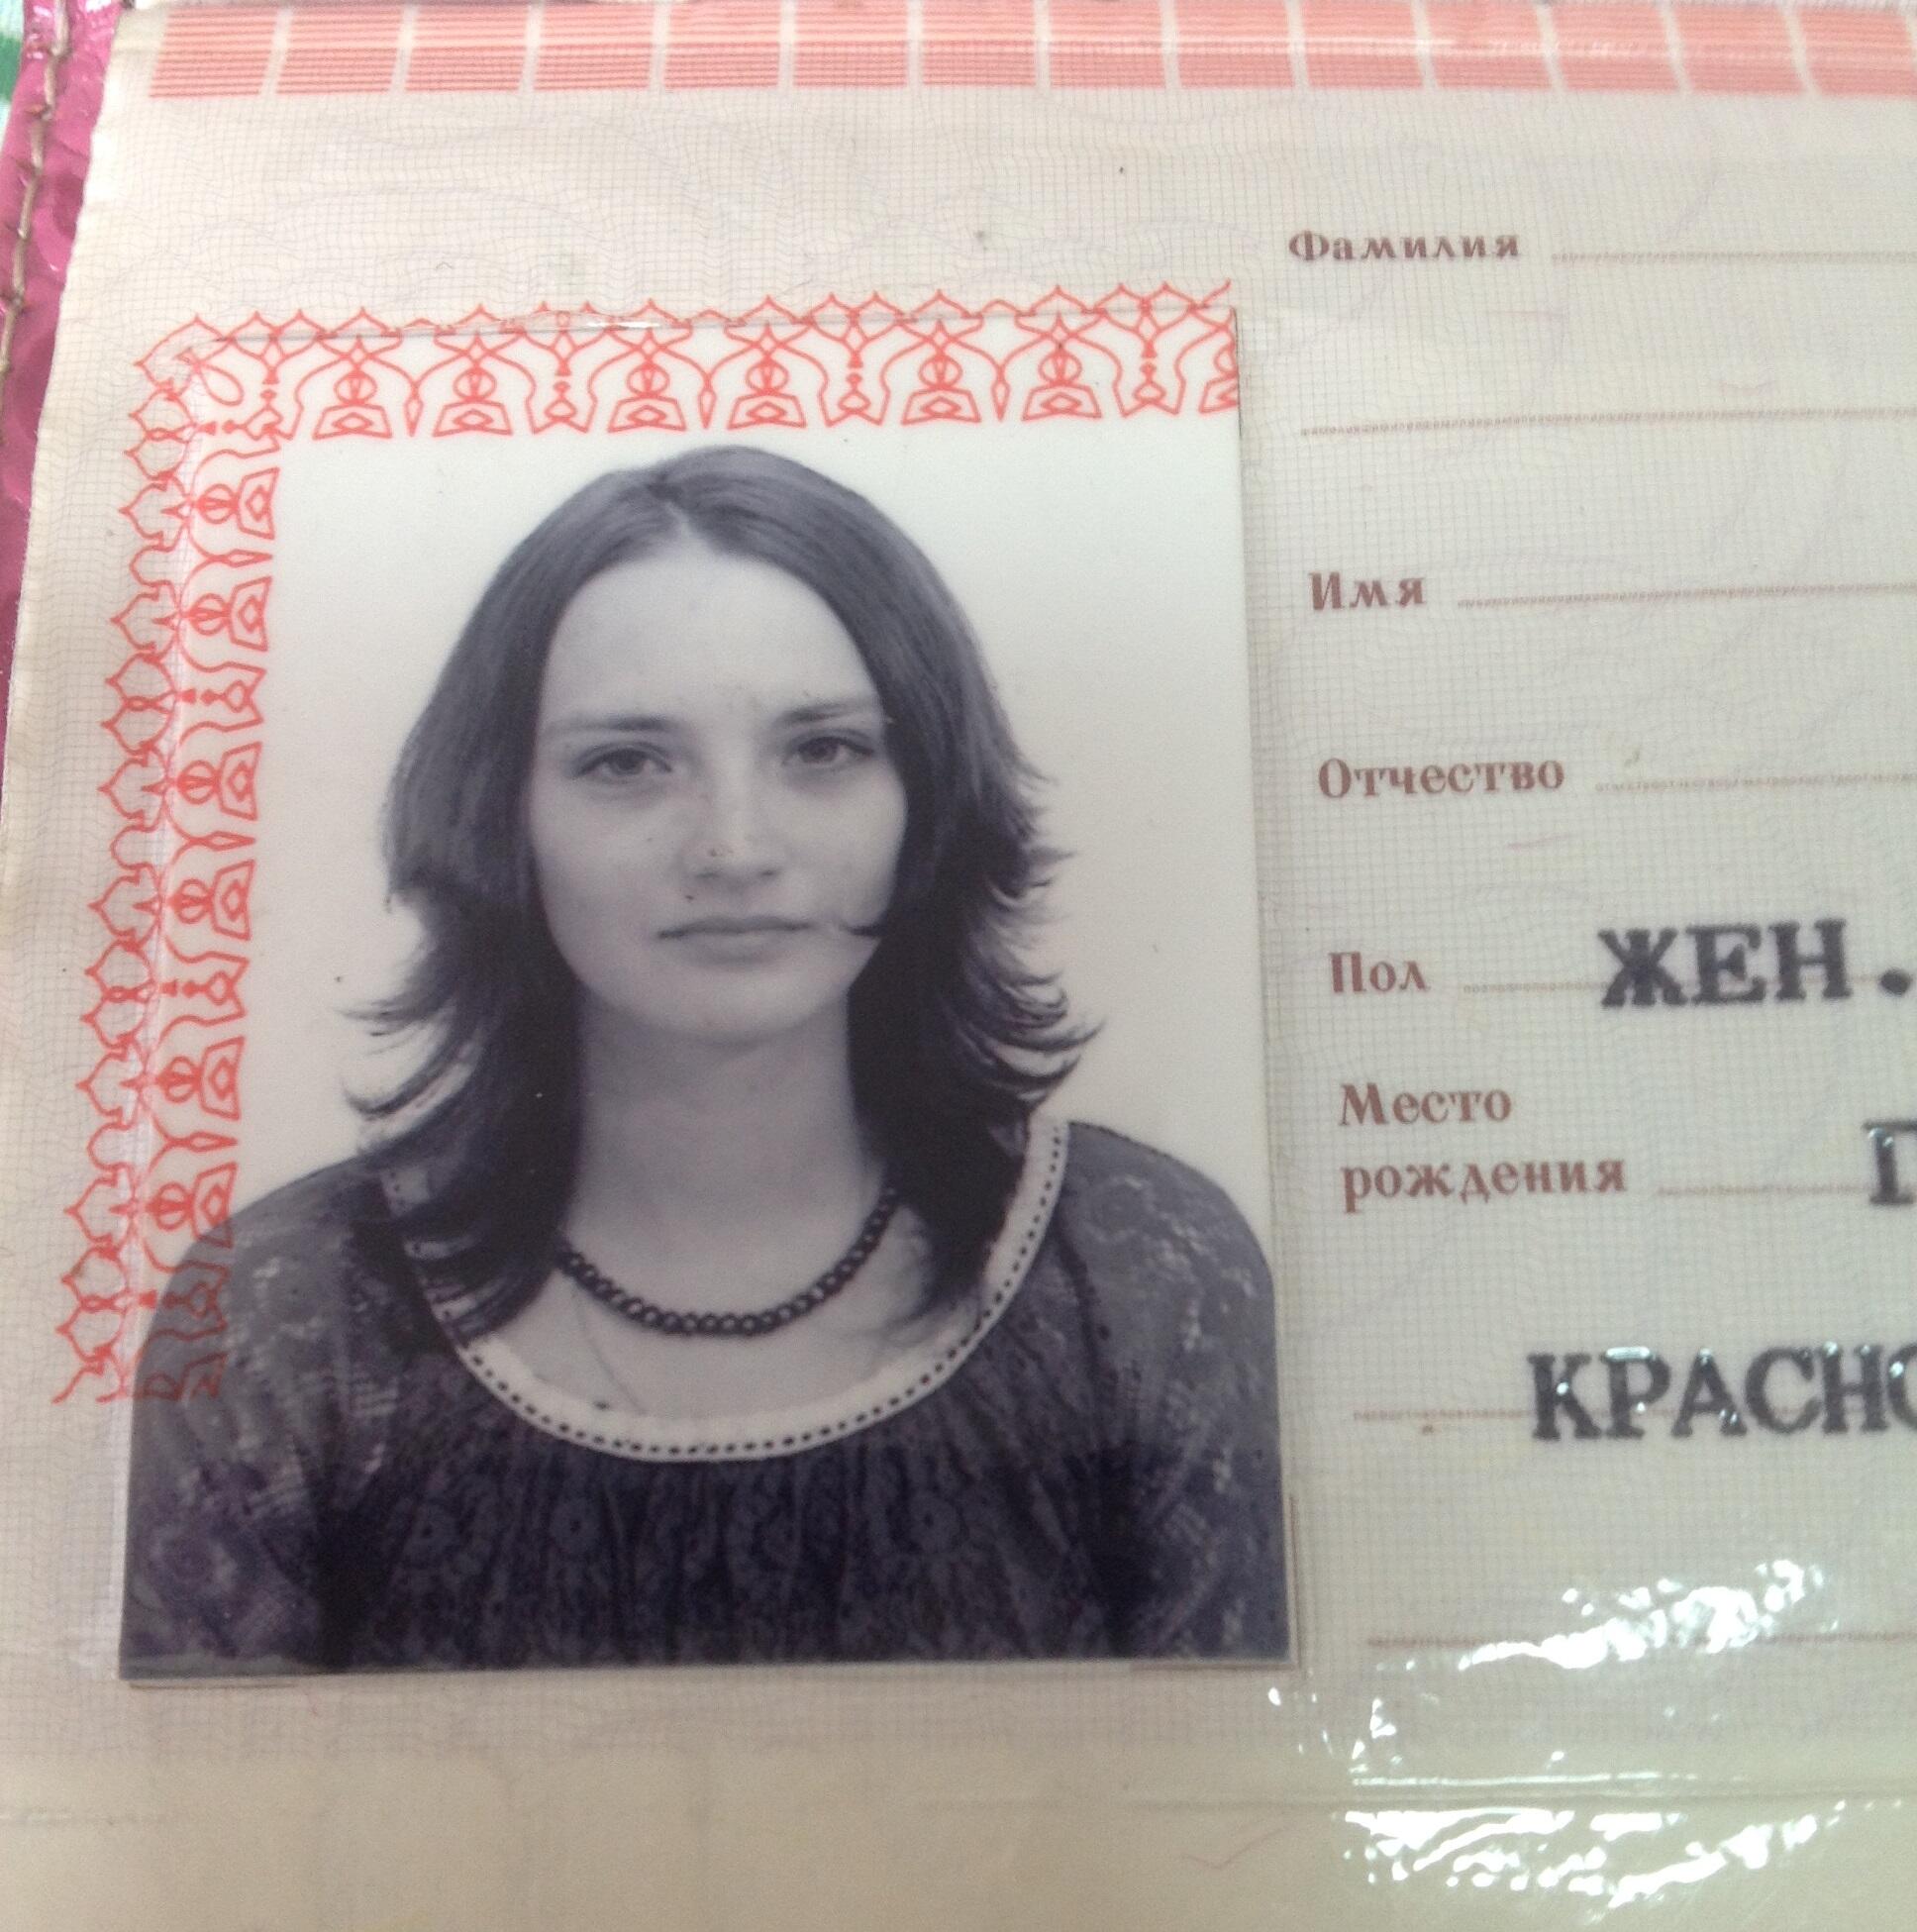 Фамилия
Имя
Отчество
Пол ЖЕН.
Место
рождения